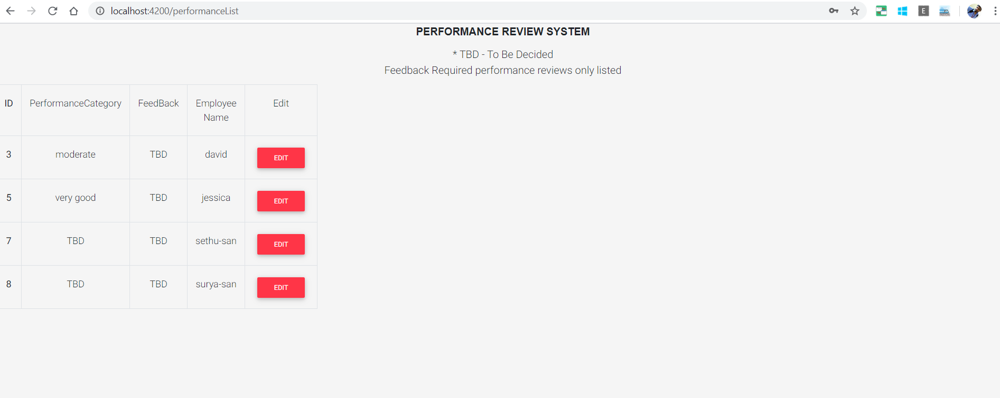 localhost:4200/performanceList
E
PERFORMANCE REVIEW SYSTEM
* TBD - To Be Decided
Feedback Required performance reviews only listed
ID PerformanceCategory FeedBack Employee Name Edit
3 moderate TBD david EDIT
5 very good TBD jessica EDIT
7 TBD TBD sethu-san EDIT
8 TBD TBD surya-san EDIT